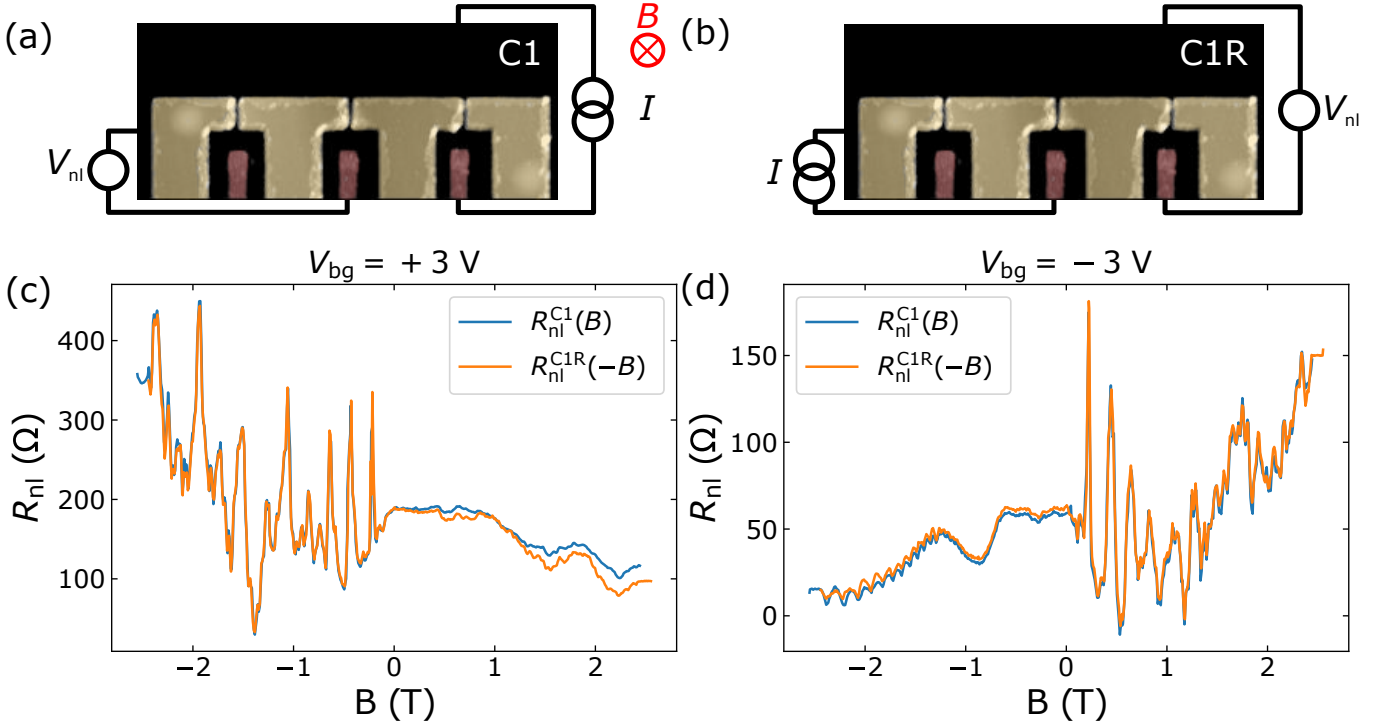 (a)
C1
B
I
V_nl
(b)
C1R
V_nl
I
V_bg = + 3 V
(c)
R_nl^C1(B)
R_nl^C1R(−B)
400
300
200
100
R_nl (Ω)
−2
−1
0
1
2
B (T)
V_bg = − 3 V
(d)
R_nl^C1(B)
R_nl^C1R(−B)
150
100
50
0
R_nl (Ω)
−2
−1
0
1
2
B (T)